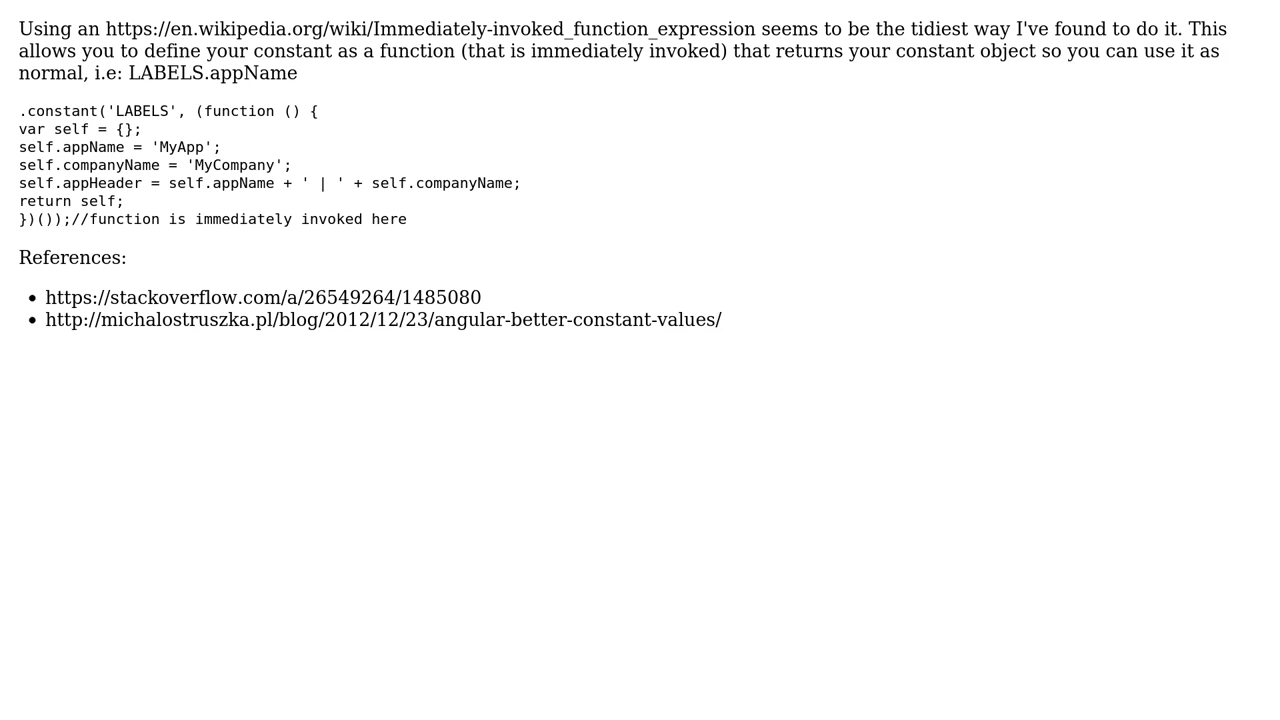 Using an https://en.wikipedia.org/wiki/Immediately-invoked_function_expression seems to be the tidiest way I've found to do it. This
allows you to define your constant as a function (that is immediately invoked) that returns your constant object so you can use it as
normal, i.e: LABELS.appName
.constant('LABELS', (function () {
var self = {};
self.appName = 'MyApp';
self.companyName = 'MyCompany';
self.appHeader = self.appName + ' | ' + self.companyName;
return self;
})());//function is immediately invoked here
References:
• https://stackoverflow.com/a/26549264/1485080
• http://michalostruszka.pl/blog/2012/12/23/angular-better-constant-values/